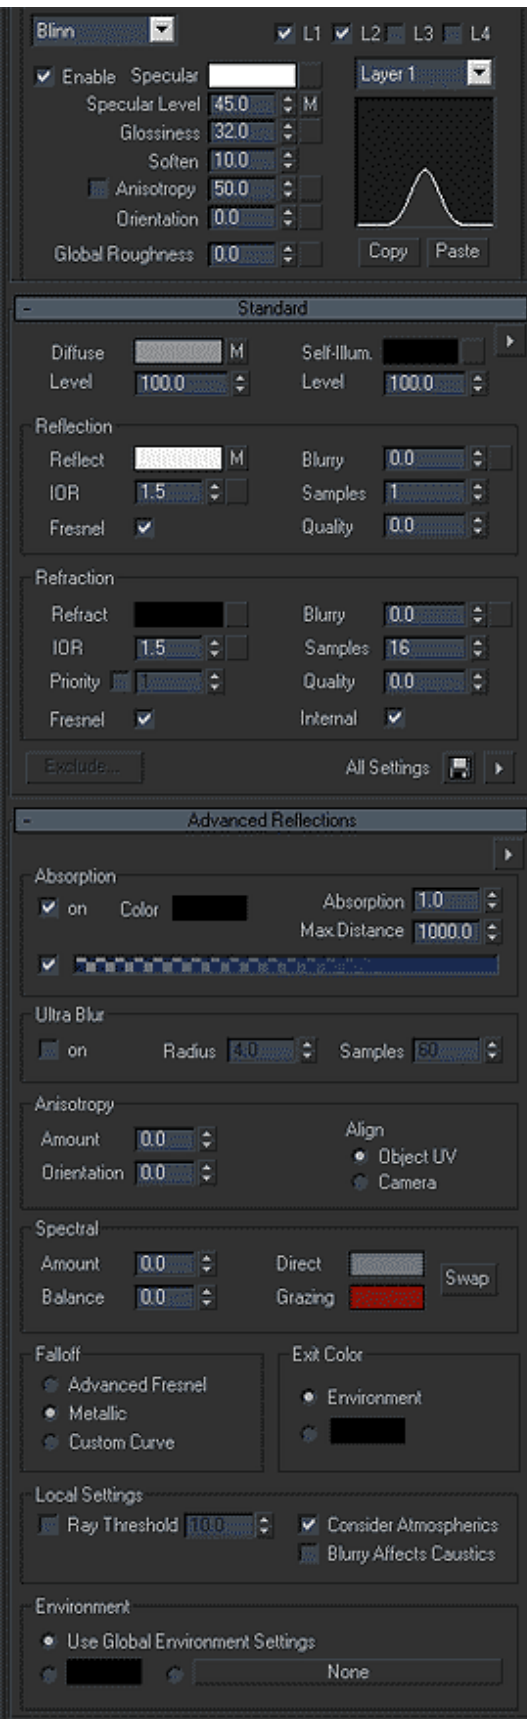 Blinn L1 L2 L3 L4
Enable Specular Layer 1
Specular Level 45.0 M
Glossiness 32.0
Soften 10.0
Anisotropy 50.0
Orientation 0.0
Global Roughness 0.0 Copy Paste
- Standard
Diffuse M Self-Illum.
Level 100.0 Level 100.0
Reflection
Reflect M Blurry 0.0
IOR 1.5 Samples 1
Fresnel Quality 0.0
Refraction
Refract Blurry 0.0
IOR 1.5 Samples 16
Priority 1 Quality 0.0
Fresnel Internal
Exclude... All Settings
- Advanced Reflections
Absorption
on Color Absorption 1.0
Max.Distance 1000.0
Ultra Blur
on Radius 4.0 Samples 60
Anisotropy
Amount 0.0 Align
Object UV
Orientation 0.0
Camera
Spectral
Amount 0.0 Direct
Swap
Balance 0.0 Grazing
Falloff Exit Color
Advanced Fresnel
Environment
Metallic
Custom Curve
Local Settings
Ray Threshold 10.0 Consider Atmospherics
Blurry Affects Caustics
Environment
Use Global Environment Settings
None